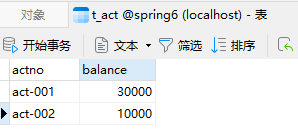 对象 t_act @spring6 (localhost) - 表
开始事务 文本 筛选 排序
actno balance
act-001 30000
act-002 10000